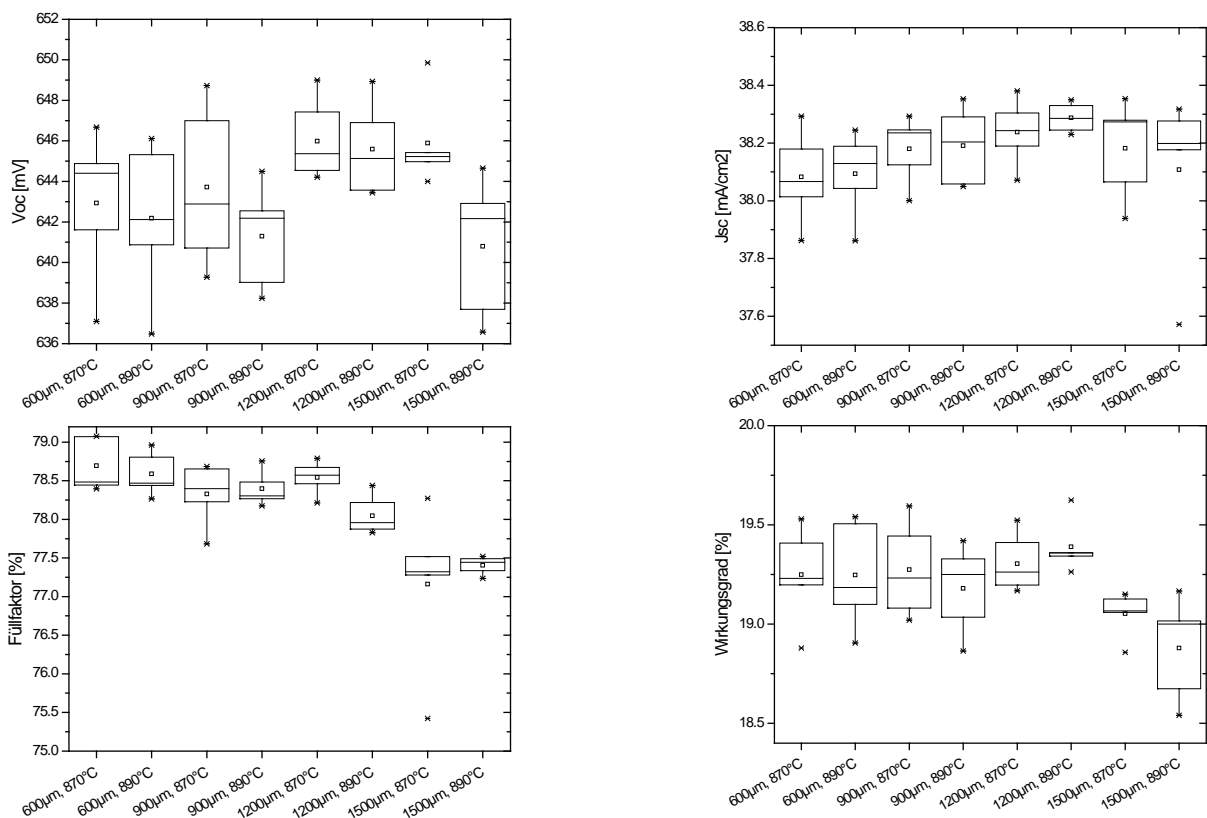 652
650
648
646
644
642
640
638
636
Voc [mV]
600µm, 870°C
600µm, 890°C
900µm, 870°C
900µm, 890°C
1200µm, 870°C
1200µm, 890°C
1500µm, 870°C
1500µm, 890°C
38.6
38.4
38.2
38.0
37.8
37.6
Jsc [mA/cm2]
600µm, 870°C
600µm, 890°C
900µm, 870°C
900µm, 890°C
1200µm, 870°C
1200µm, 890°C
1500µm, 870°C
1500µm, 890°C
79.0
78.5
78.0
77.5
77.0
76.5
76.0
75.5
75.0
Füllfaktor [%]
600µm, 870°C
600µm, 890°C
900µm, 870°C
900µm, 890°C
1200µm, 870°C
1200µm, 890°C
1500µm, 870°C
1500µm, 890°C
20.0
19.5
19.0
18.5
Wirkungsgrad [%]
600µm, 870°C
600µm, 890°C
900µm, 870°C
900µm, 890°C
1200µm, 870°C
1200µm, 890°C
1500µm, 870°C
1500µm, 890°C